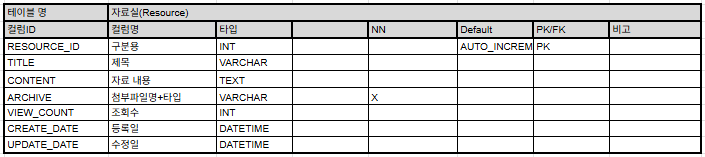 테이블 명 자료실(Resource)
컬럼ID 컬럼명 타입 NN Default PK/FK 비고
RESOURCE_ID 구분용 INT AUTO_INCREM PK
TITLE 제목 VARCHAR
CONTENT 자료 내용 TEXT
ARCHIVE 첨부파일명+타입 VARCHAR X
VIEW_COUNT 조회수 INT
CREATE_DATE 등록일 DATETIME
UPDATE_DATE 수정일 DATETIME